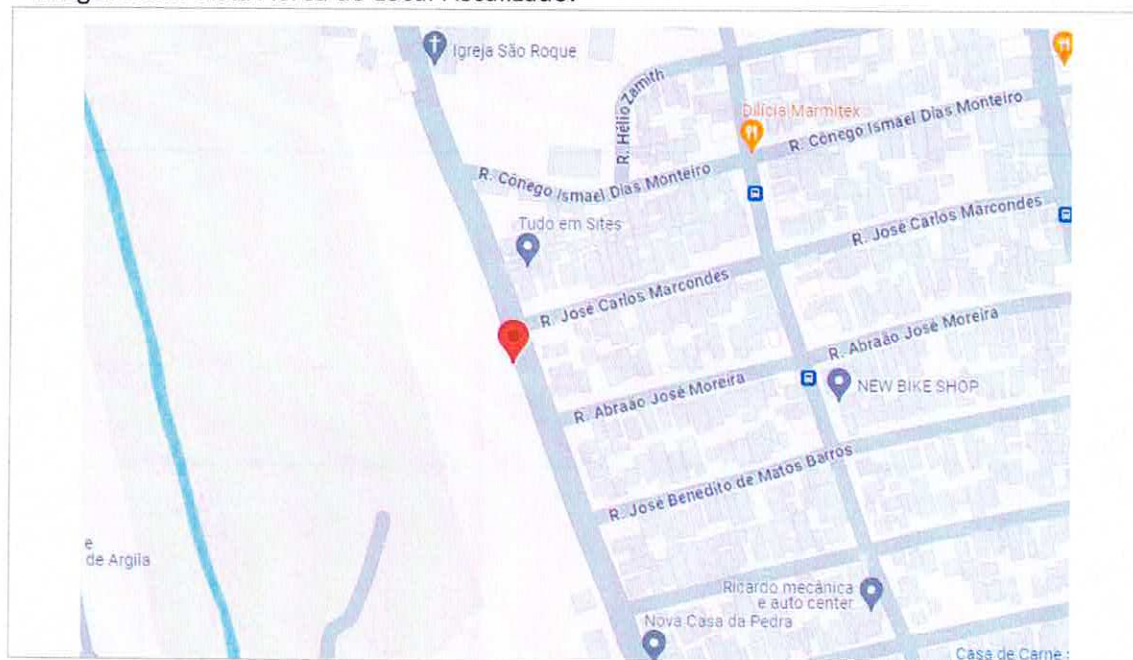 Igreja São Roque
R. Hélio Zamith
Dilícia Marmitex
R. Cônego Ismael Dias Monteiro
R. Cônego Ismael Dias Monteiro
Tudo em Sites
R. José Carlos Marcondes
R. José Carlos Marcondes
R. Abraão José Moreira
R. Abraão José Moreira
NEW BIKE SHOP
R. José Benedito de Matos Barros
e
de Argila
Ricardo mecânica
e auto center
Nova Casa da Pedra
Casa de Carne